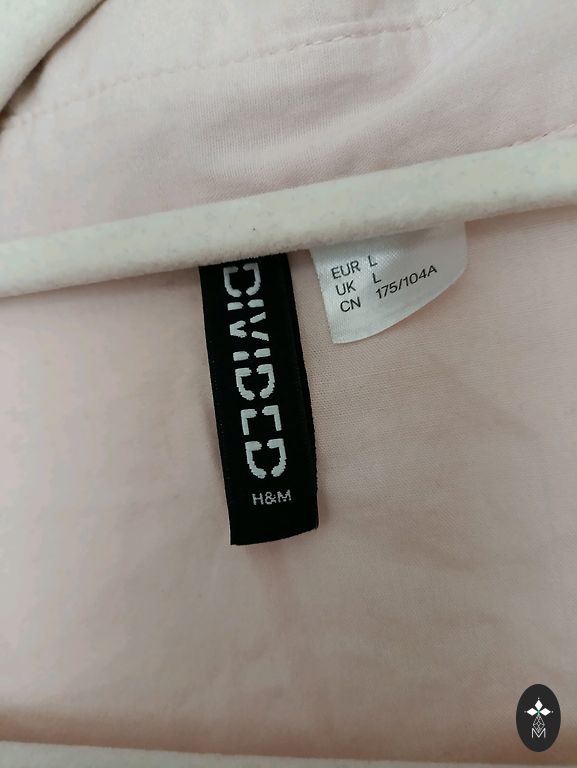 DIVIDED
H&M
EUR L
UK L
CN 175/104A
M